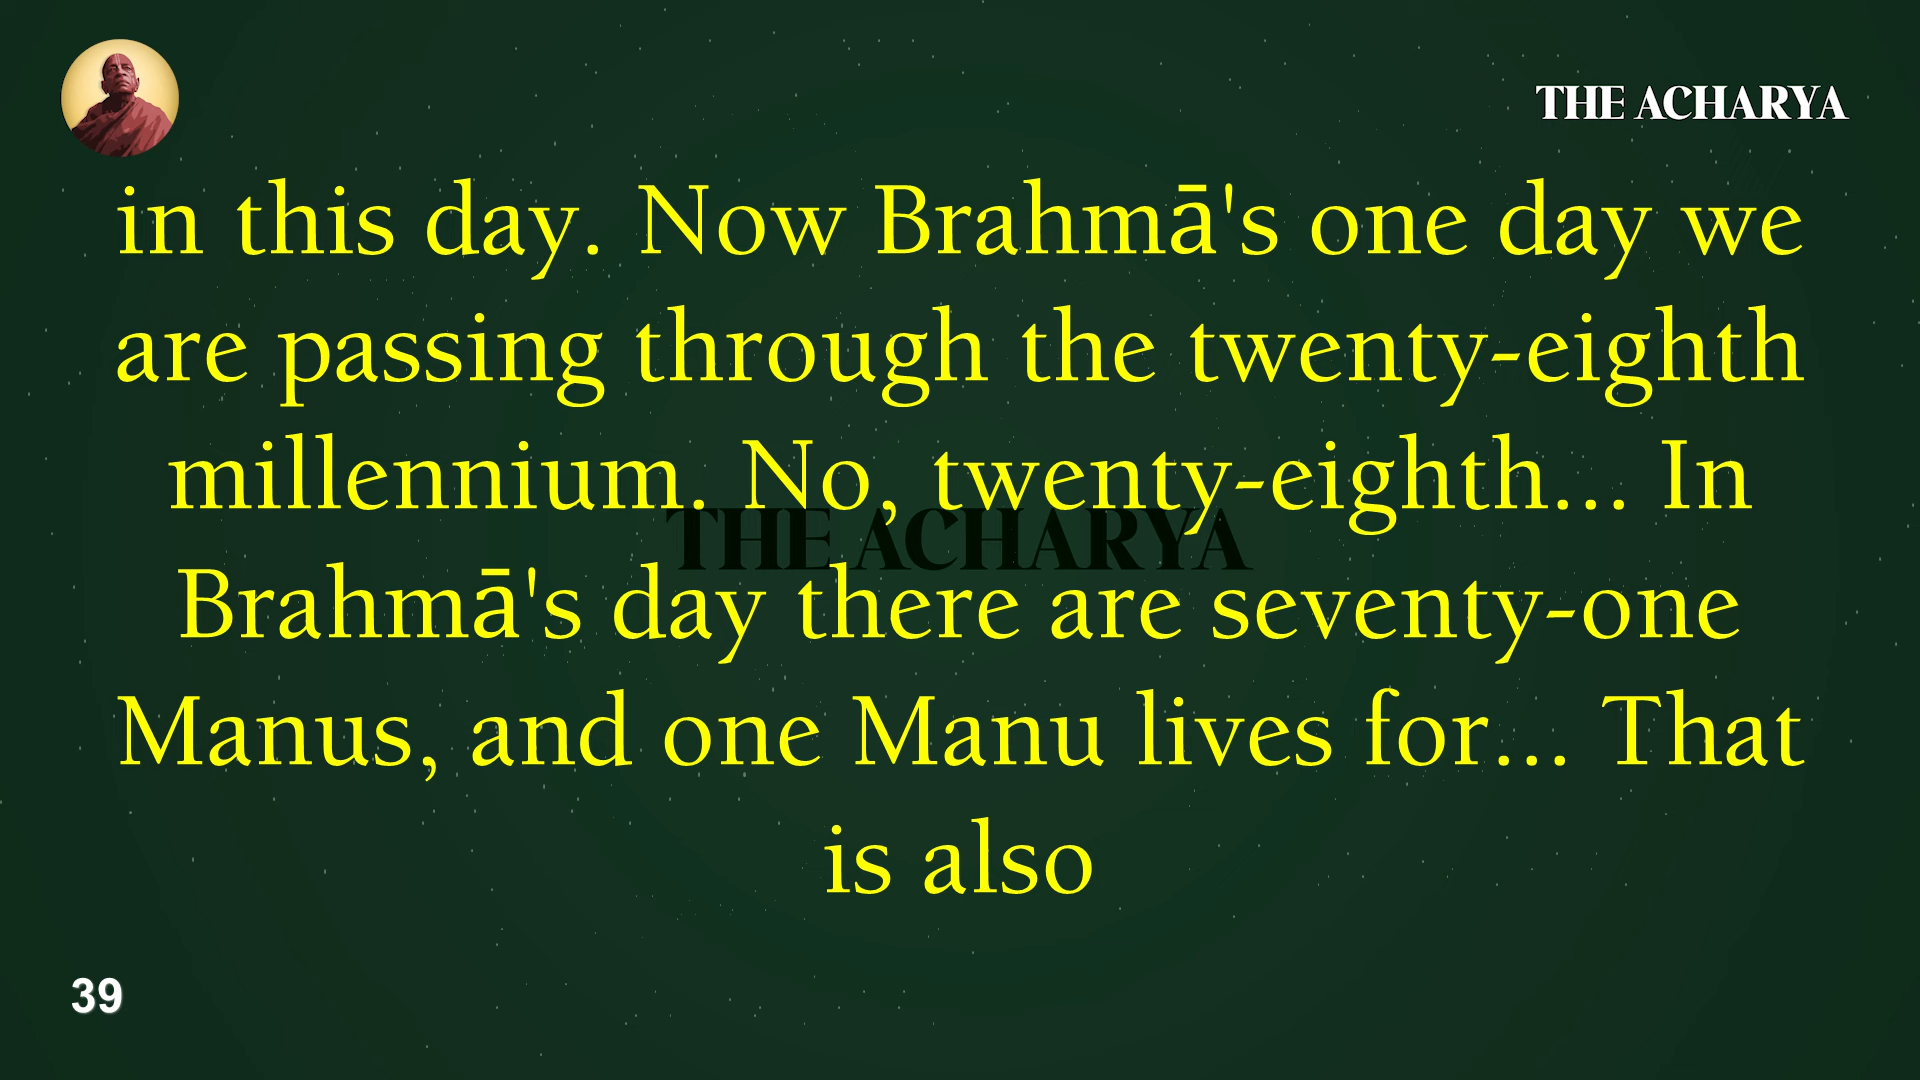 THE ACHARYA
in this day. Now Brahmā's one day we
are passing through the twenty-eighth
millennium. No, twenty-eighth... In
THE ACHARYA
Brahmā's day there are seventy-one
Manus, and one Manu lives for... That
is also
39